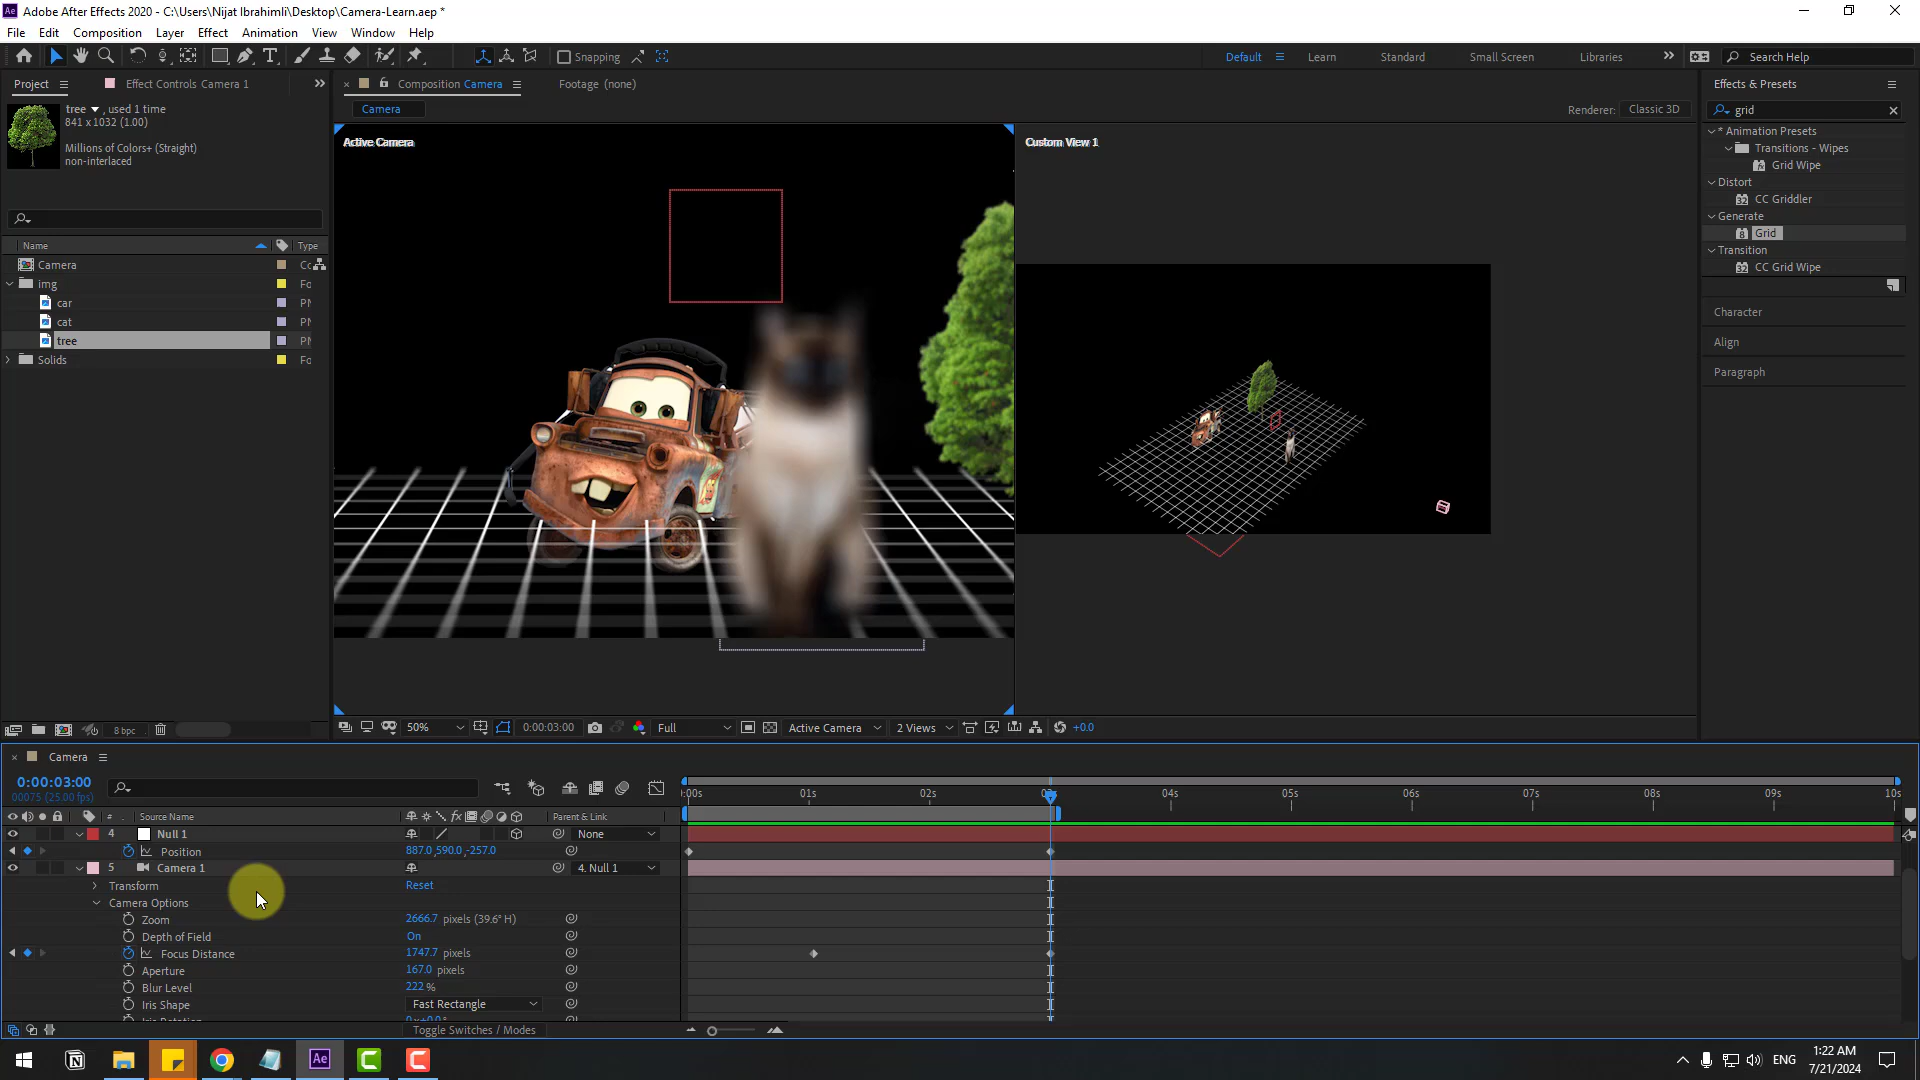 Adobe After Effects 2020 - C:\Users\Nijat Ibrahimli\Desktop\Camera-Learn.aep *
File Edit Composition Layer Effect Animation View Window Help
Snapping Default Learn Standard Small Screen Libraries Search Help
Project Effect Controls Camera 1
tree , used 1 time
841 x 1032 (1.00)
Millions of Colors+ (Straight)
non-interlaced
Name Type
Camera
img Fo
car
cat
tree
Solids Fo
8 bpc
Composition Camera Footage (none)
Camera
Renderer: Classic 3D
Active Camera
Custom View 1
50% 0:00:03:00 Full Active Camera 2 Views +0.0
Effects & Presets
grid
* Animation Presets
Transitions - Wipes
Grid Wipe
Distort
CC Griddler
Generate
Grid
Transition
CC Grid Wipe
Character
Align
Paragraph
Camera
0:00:03:00
00075 (25.00 fps)
:00s 01s 02s 04s 05s 06s 07s 08s 09s 10s
# Source Name Parent & Link
4 Null 1 None
Position 887.0,590.0,-257.0
5 Camera 1 4. Null 1
Transform Reset
Camera Options
Zoom 2666.7 pixels (39.6° H)
Depth of Field On
Focus Distance 1747.7 pixels
Aperture 167.0 pixels
Blur Level 222 %
Iris Shape Fast Rectangle
Toggle Switches / Modes
ENG
1:22 AM
7/21/2024